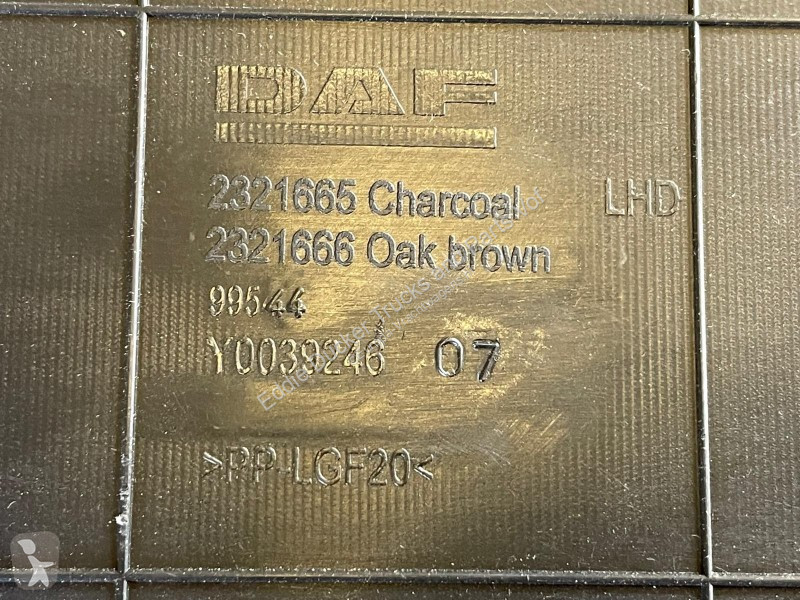 DAF
2321665 Charcoal LHD
2321666 Oak brown
99544
Y0039246 07
>PP-LGF20<